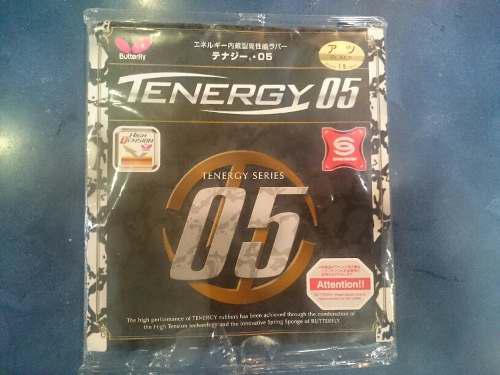 Butterfly
エネルギー内蔵型高性能ラバー
テナジー・05
アツ
TENERGY 05
HIGH TENSION
TENERGY SERIES
05
Attention!!
The high performance of TENERGY rubbers has been achieved through the combination of
the High Tension technology and the innovative Spring Sponge of BUTTERFLY.